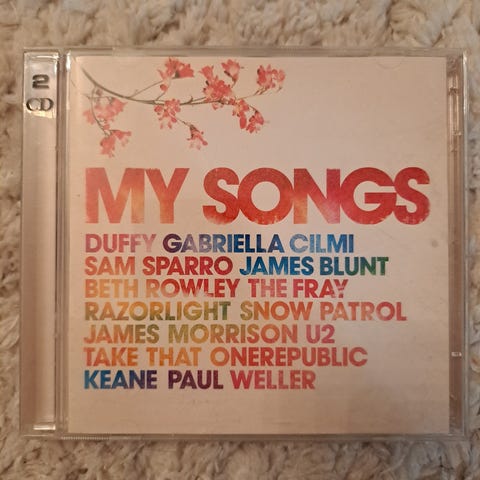 2
CD
MY SONGS
DUFFY GABRIELLA CILMI
SAM SPARRO JAMES BLUNT
BETH ROWLEY THE FRAY
RAZORLIGHT SNOW PATROL
JAMES MORRISON U2
TAKE THAT ONEREPUBLIC
KEANE PAUL WELLER